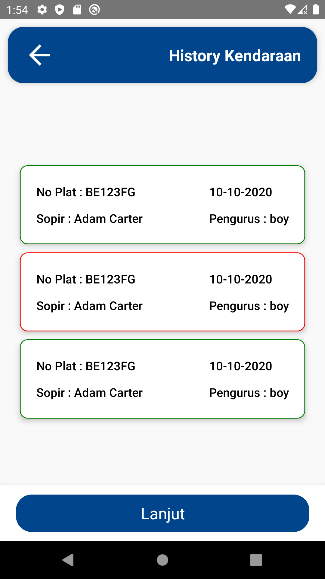 1:54
History Kendaraan
No Plat : BE123FG 10-10-2020
Sopir : Adam Carter Pengurus : boy
No Plat : BE123FG 10-10-2020
Sopir : Adam Carter Pengurus : boy
No Plat : BE123FG 10-10-2020
Sopir : Adam Carter Pengurus : boy
Lanjut